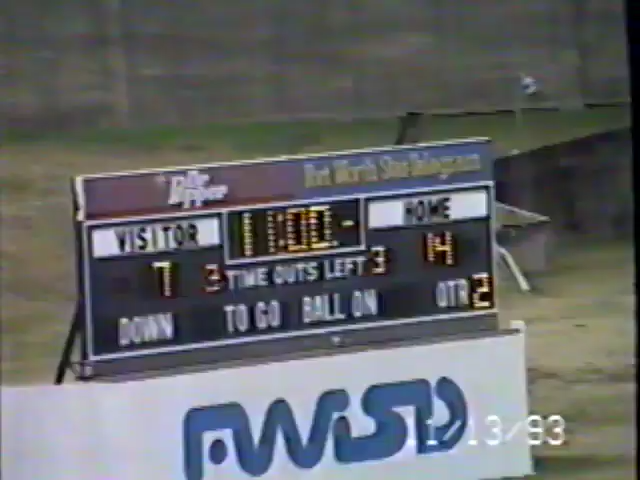 Dr Pepper Fort Worth Star-Telegram
VISITOR 11:00 HOME
7 3 TIME OUTS LEFT 3 14
DOWN TO GO BALL ON QTR 2
FWISD
11/13/93